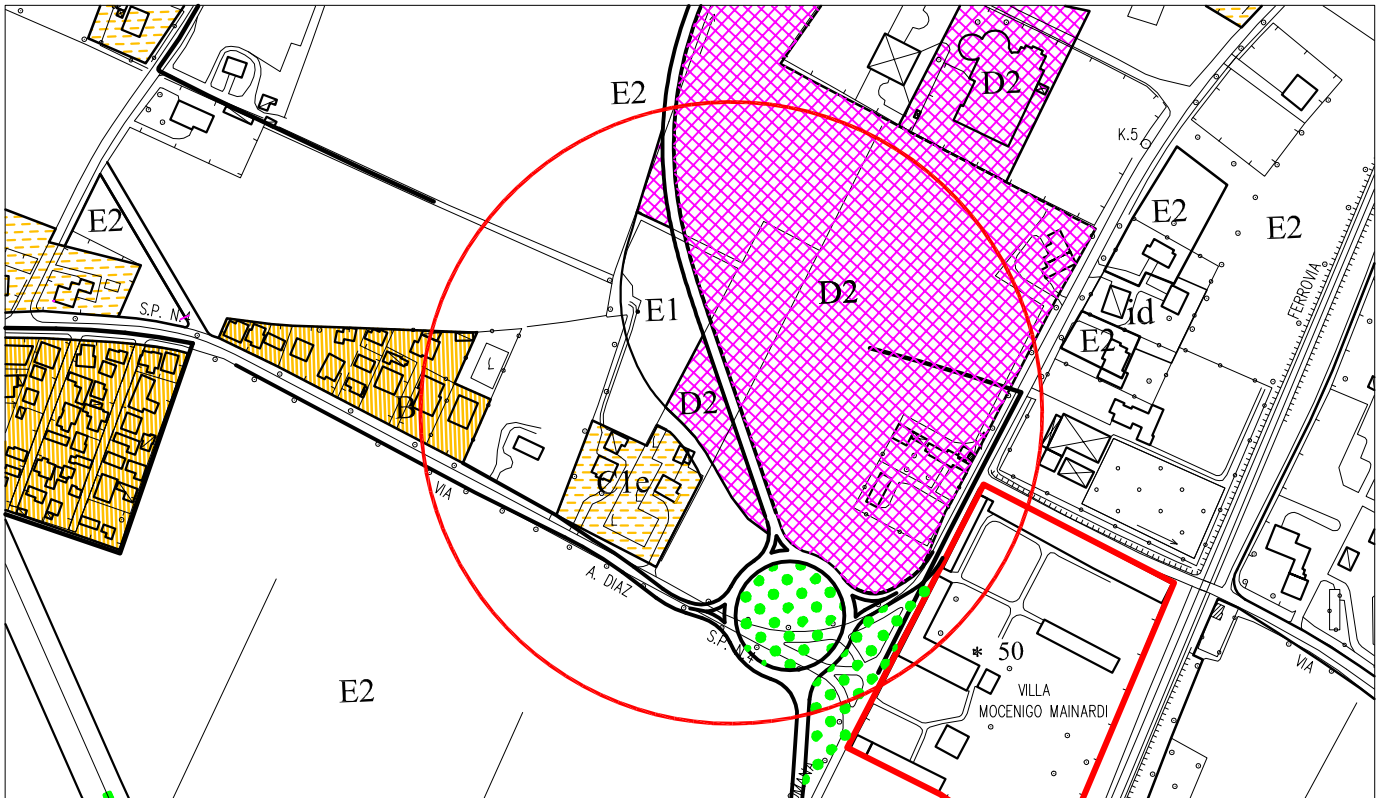 D2
E2
K.5
E2
E2
E2
FERROVIA
D2
S.P. N.4
E1
id
E2
D2
B
C1e
VIA
A. DIAZ
S.P. N.4
* 50
VIA
E2
VILLA
MOCENIGO MAINARDI